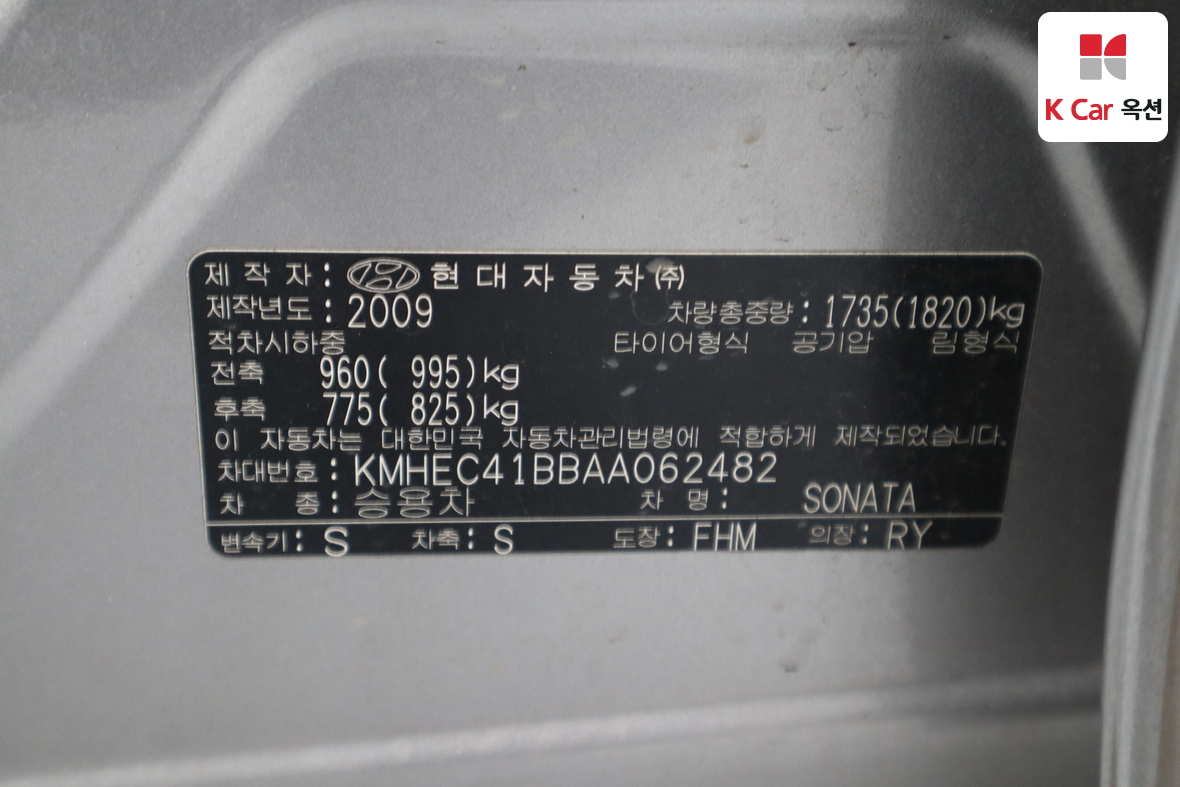 K Car 옥션
제 작 자 : 현 대 자 동 차 ㈜
제작년도 : 2009 차량총중량 : 1735(1820)kg
적차시하중 타이어형식 공기압 림형식
전축 960( 995)kg
후축 775( 825)kg
이 자동차는 대한민국 자동차관리법령에 적합하게 제작되었습니다.
차대번호 : KMHEC41BBAA062482
차 종 : 승용차 차 명 : SONATA
변속기 : S 차축 : S 도장 : FHM 의장 : RY